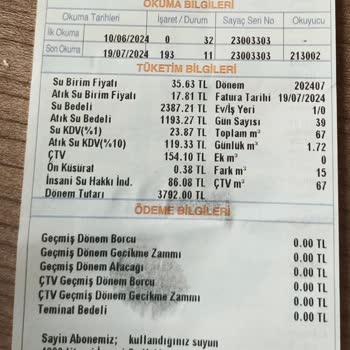 OKUMA BİLGİLERİ
Okuma Tarihleri İşaret / Durum Sayaç Seri No Okuyucu
İlk Okuma 10/06/2024 0 32 23003303 -
Son Okuma 19/07/2024 193 11 23003303 213002
TÜKETİM BİLGİLERİ
Su Birim Fiyatı 35.63 TL Dönem 202407
Atık Su Birim Fiyatı 17.81 TL Fatura Tarihi 19/07/2024
Su Bedeli 2387.21 TL Ev/İş Yeri 1/0
Atık Su Bedeli 1193.27 TL Gün Sayısı 39
Su KDV(%1) 23.87 TL Toplam m³ 67
Atık Su KDV(%10) 119.33 TL Günlük m³ 1.72
ÇTV 154.10 TL Ek m³ 0
Ön Küsurat 0.38 TL Fark m³ 15
İnsani Su Hakkı İnd. 86.08 TL ÇTV m³ 67
Dönem Tutarı 3792.00 TL
ÖDEME BİLGİLERİ
Geçmiş Dönem Borcu 0.00 TL
Geçmiş Dönem Gecikme Zammı 0.00 TL
Geçmiş Dönem Alacağı 0.00 TL
ÇTV Geçmiş Dönem Borcu 0.00 TL
ÇTV Geçmiş Dönem Gecikme Zammı 0.00 TL
Teminat Bedeli 0.00 TL
Sayin Abonemiz; kullandığınız suyun